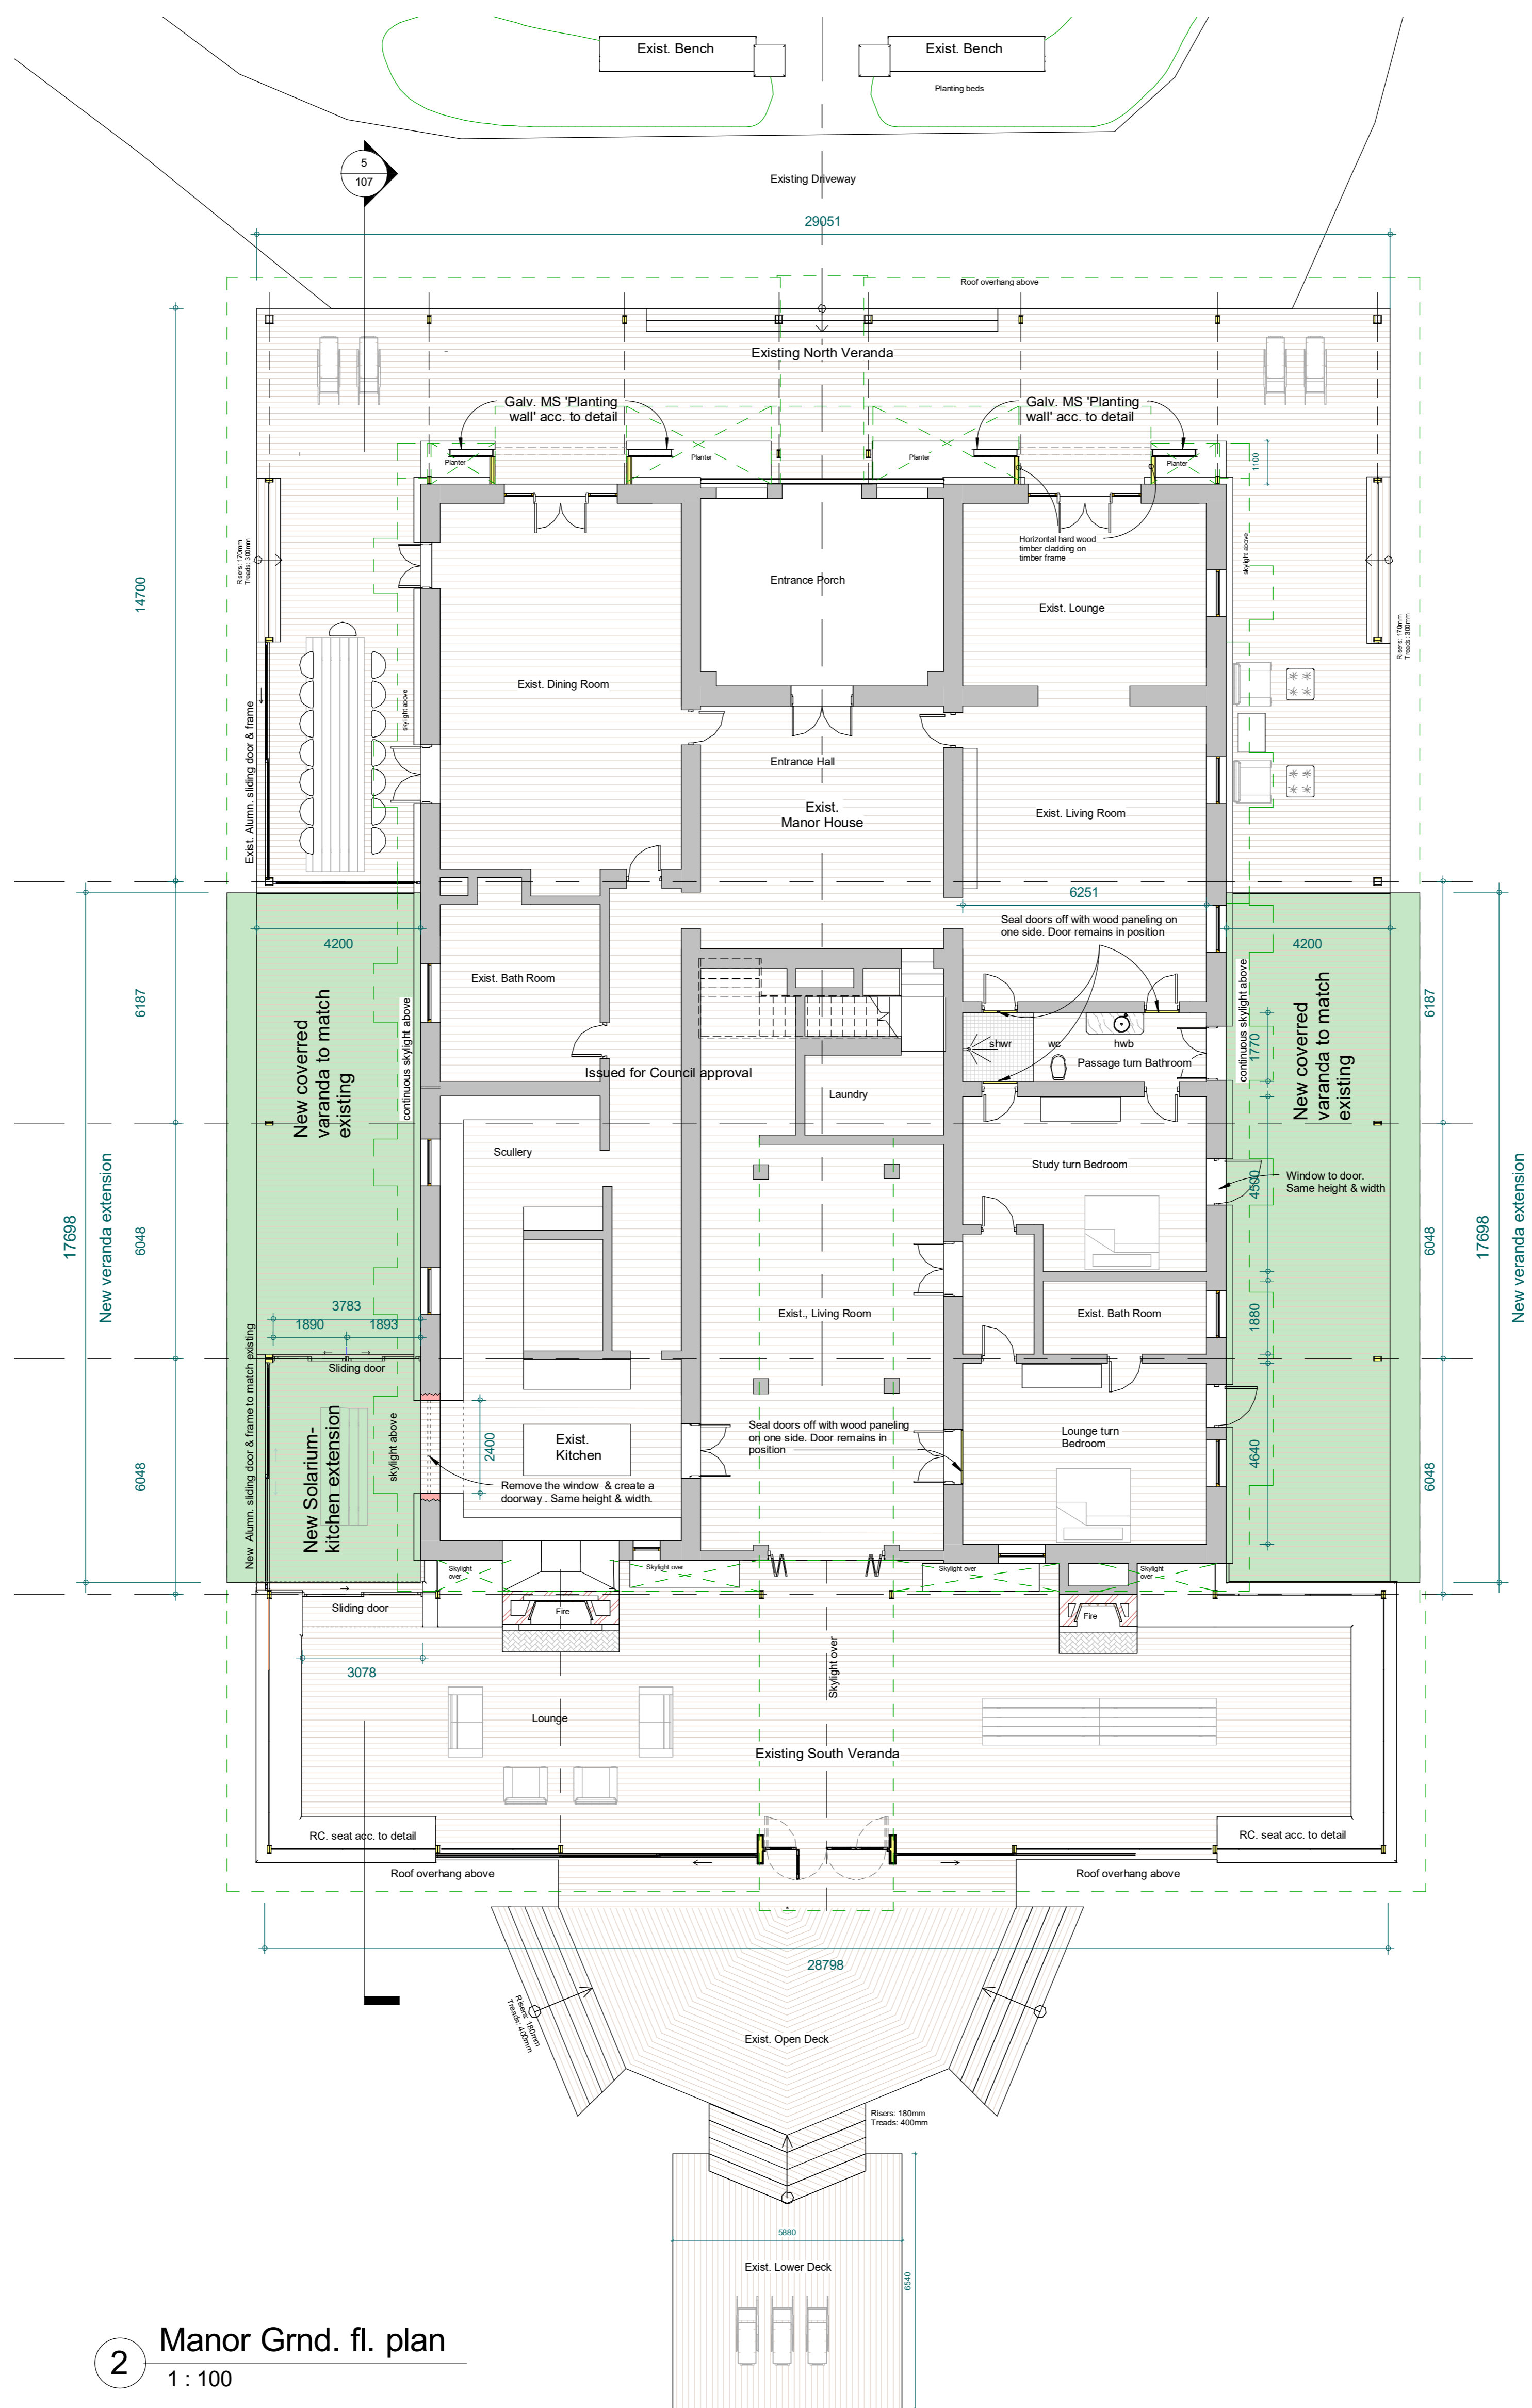 Exist. Bench
Exist. Bench
Planting beds
5
107
Existing Driveway
29051
Roof overhang above
Existing North Veranda
Galv. MS 'Planting
wall' acc. to detail
Galv. MS 'Planting
wall' acc. to detail
Planter
Planter
Planter
Planter
1100
Risers: 170mm
Treads: 300mm
Horizontal hard wood
timber cladding on
timber frame
skylight above
14700
Entrance Porch
Exist. Lounge
Risers: 170mm
Treads: 300mm
Exist. Dining Room
skylight above
Exist. Alumn. sliding door & frame
Entrance Hall
Exist.
Manor House
Exist. Living Room
6251
Seal doors off with wood paneling on
one side. Door remains in position
4200
4200
Exist. Bath Room
6187
New coverred
varanda to match
existing
continuous skylight above
shwr
wc
hwb
Passage turn Bathroom
1770
continuous skylight above
New coverred
varanda to match
existing
6187
Issued for Council approval
Laundry
Scullery
Study turn Bedroom
4500
Window to door.
Same height & width
17698
New veranda extension
6048
6048
17698
New veranda extension
3783
1890
1893
Exist., Living Room
Exist. Bath Room
1880
Sliding door
New Alumn. sliding door & frame to match existing
New Solarium-
kitchen extension
skylight above
2400
Exist.
Kitchen
Seal doors off with wood paneling
on one side. Door remains in
position
Lounge turn
Bedroom
4640
6048
6048
Remove the window & create a
doorway . Same height & width.
Skylight
over
Skylight over
Skylight over
Skylight
over
Sliding door
Fire
Fire
3078
Skylight over
Lounge
Existing South Veranda
RC. seat acc. to detail
RC. seat acc. to detail
Roof overhang above
Roof overhang above
28798
Risers: 180mm
Treads: 400mm
Exist. Open Deck
Risers: 180mm
Treads: 400mm
5880
Exist. Lower Deck
6540
2
Manor Grnd. fl. plan
1 : 100